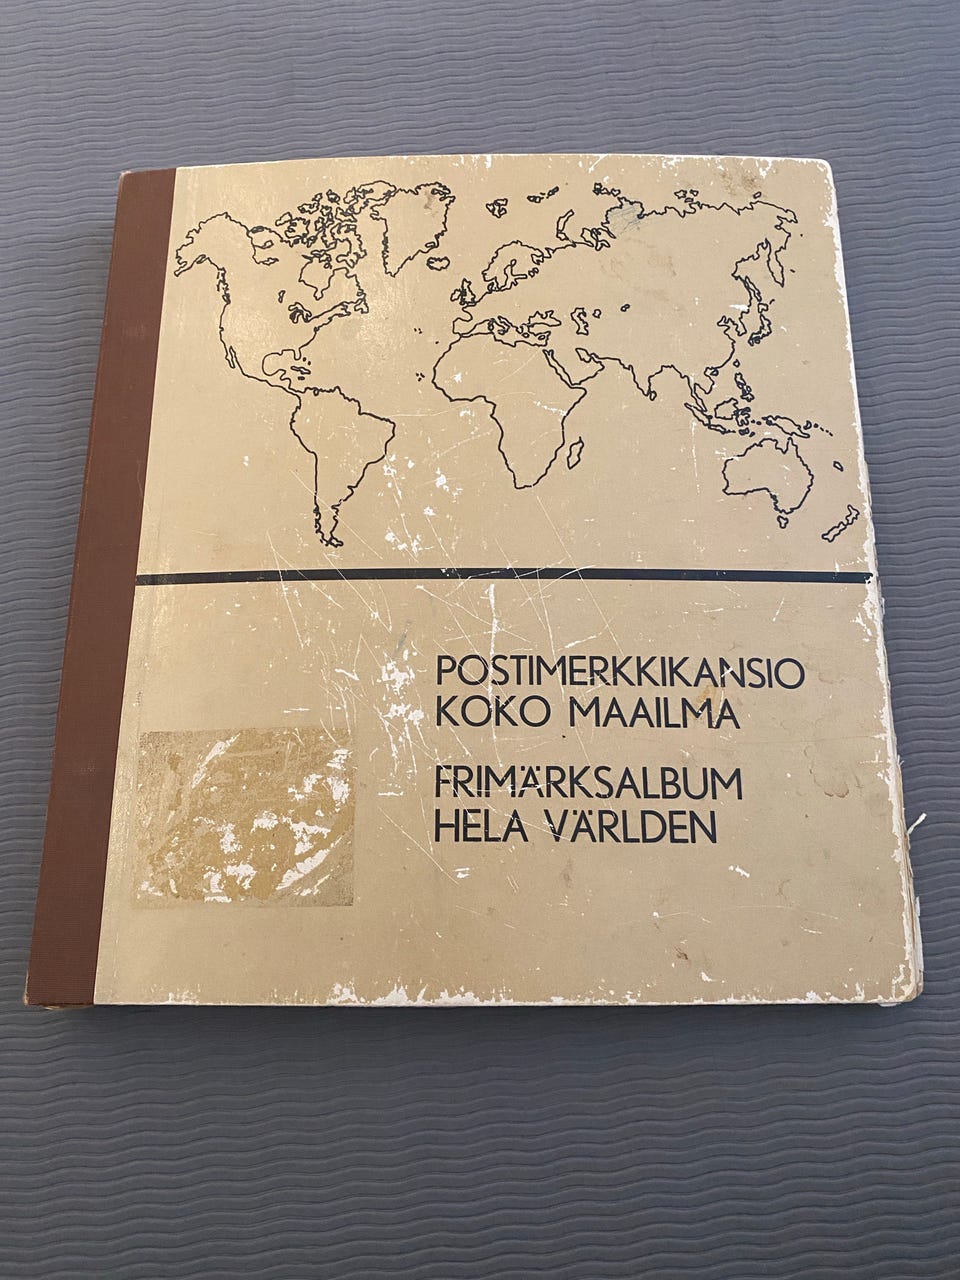 POSTIMERKKIKANSIO
KOKO MAAILMA
FRIMÄRKSALBUM
HELA VÄRLDEN